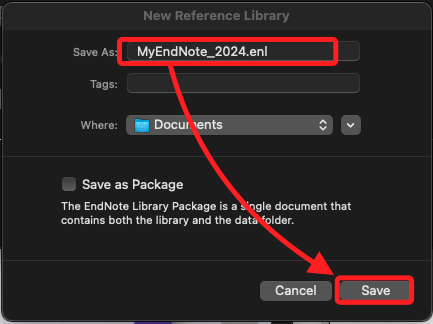 New Reference Library
Save As: MyEndNote_2024.enl
Tags:
Where: Documents
Save as Package
The EndNote Library Package is a single document that
contains both the library and the data folder.
Cancel Save